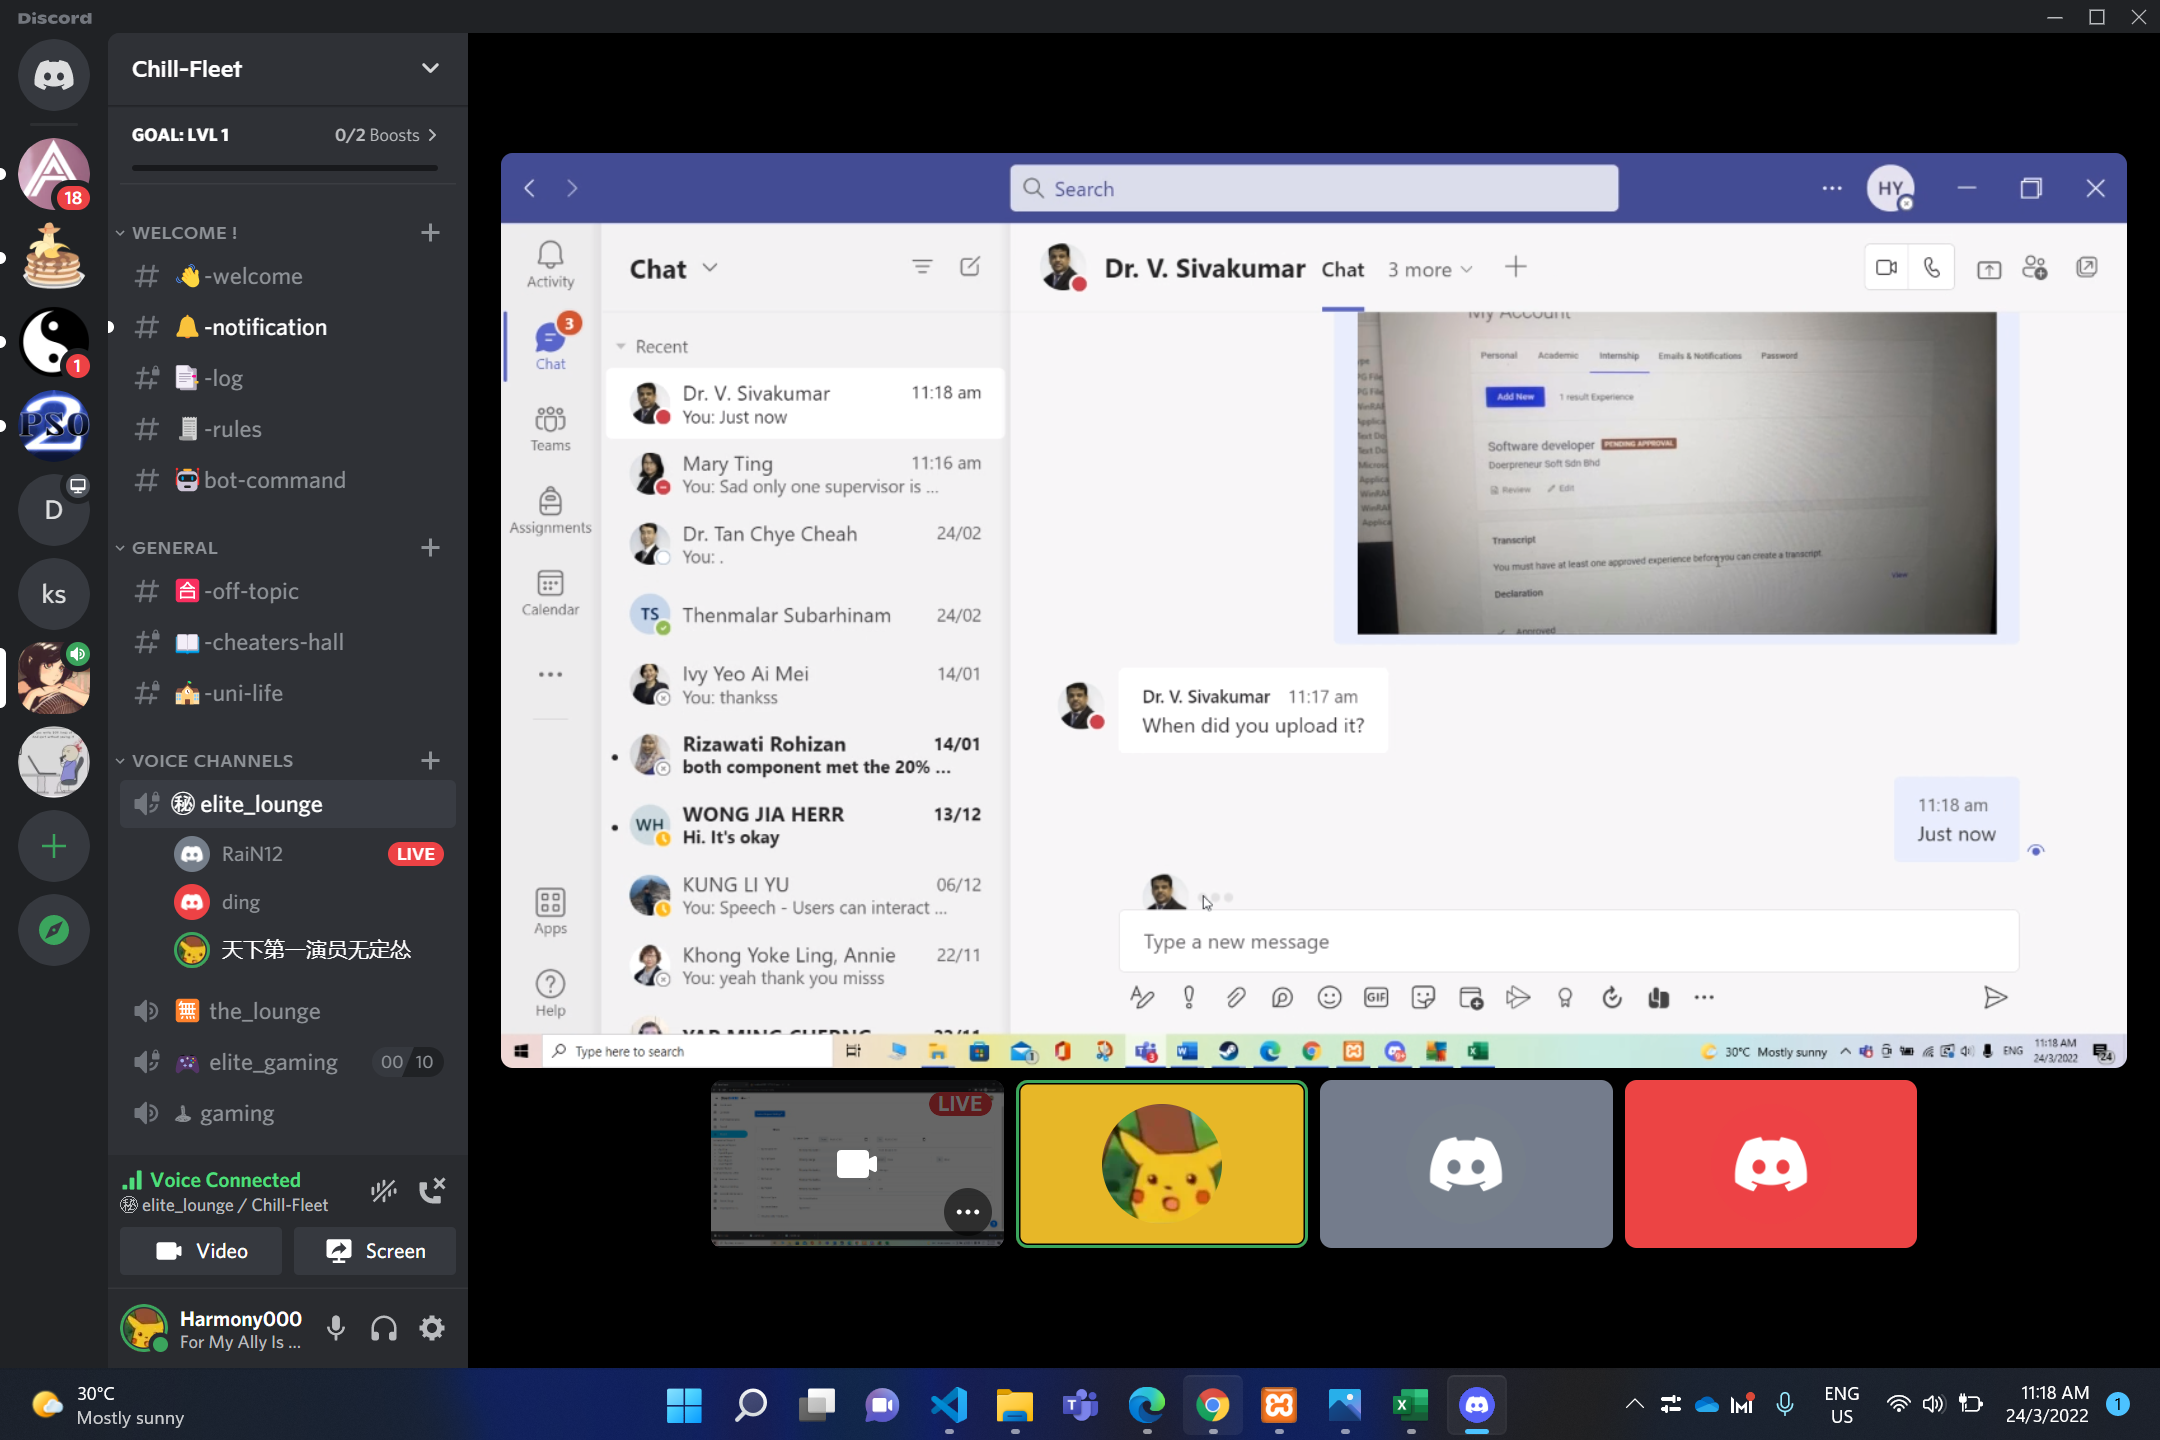 Discord
Chill-Fleet
GOAL: LVL 1
0/2 Boosts
18
1
PSO
2
D
ks
WELCOME !
-welcome
-notification
-log
-rules
bot-command
GENERAL
-off-topic
-cheaters-hall
-uni-life
VOICE CHANNELS
㊙ elite_lounge
RaiN12
LIVE
ding
天下第一演员无定怂
the_lounge
elite_gaming
00 10
gaming
Voice Connected
㊙ elite_lounge / Chill-Fleet
Video
Screen
Harmony000
For My Ally Is ...
Search
HY
Activity
3
Chat
Teams
Assignments
Calendar
Apps
Help
Chat
Recent
Dr. V. Sivakumar 11:18 am
You: Just now
Mary Ting 11:16 am
You: Sad only one supervisor is ...
Dr. Tan Chye Cheah 24/02
You: .
TS
Thenmalar Subarhinam 24/02
Ivy Yeo Ai Mei 14/01
You: thankss
Rizawati Rohizan 14/01
both component met the 20% ...
WH
WONG JIA HERR 13/12
Hi. It's okay
KUNG LI YU 06/12
You: Speech - Users can interact ...
Khong Yoke Ling, Annie 22/11
You: yeah thank you misss
Dr. V. Sivakumar
Chat
3 more
My Account
Personal Academic Internship Emails & Notifications Password
Add New
1 result Experience
Software developer PENDING APPROVAL
Doerpreneur Soft Sdn Bhd
Review Edit
Transcript
You must have at least one approved experience before you can create a transcript.
View
Declaration
Approved
Dr. V. Sivakumar 11:17 am
When did you upload it?
11:18 am
Just now
Type a new message
GIF
Type here to search
30°C Mostly sunny
ENG
11:18 AM
24/3/2022
24
LIVE
30°C
Mostly sunny
ENG
US
11:18 AM
24/3/2022
1